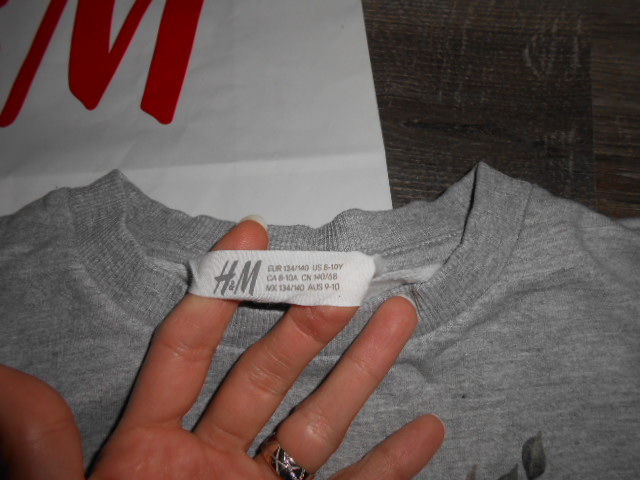 &M
H&M
EUR 134/140 US 8-10Y
CA 8-10A CN 140/68
MX 134/140 AUS 9-10